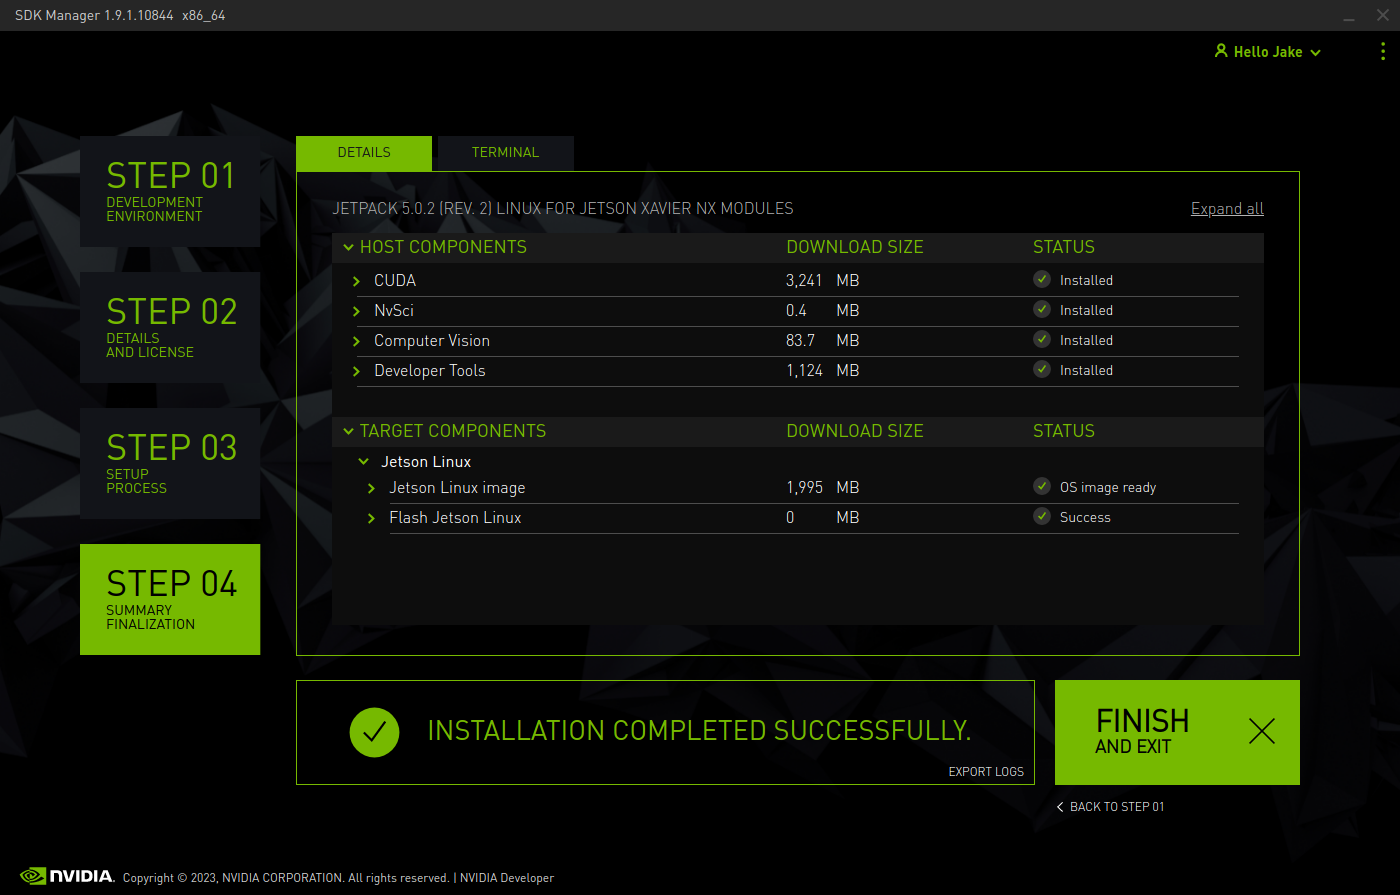 SDK Manager 1.9.1.10844 x86_64
Hello Jake
STEP 01
DEVELOPMENT
ENVIRONMENT
STEP 02
DETAILS
AND LICENSE
STEP 03
SETUP
PROCESS
STEP 04
SUMMARY
FINALIZATION
DETAILS TERMINAL
JETPACK 5.0.2 (REV. 2) LINUX FOR JETSON XAVIER NX MODULES Expand all
HOST COMPONENTS DOWNLOAD SIZE STATUS
CUDA 3,241 MB Installed
NvSci 0.4 MB Installed
Computer Vision 83.7 MB Installed
Developer Tools 1,124 MB Installed
TARGET COMPONENTS DOWNLOAD SIZE STATUS
Jetson Linux
Jetson Linux image 1,995 MB OS image ready
Flash Jetson Linux 0 MB Success
INSTALLATION COMPLETED SUCCESSFULLY.
EXPORT LOGS
FINISH
AND EXIT
BACK TO STEP 01
NVIDIA. Copyright © 2023, NVIDIA CORPORATION. All rights reserved. | NVIDIA Developer